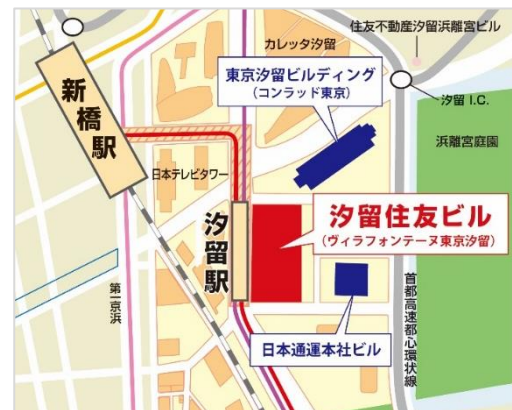 住友不動産汐留浜離宮ビル
カレッタ汐留
東京汐留ビルディング
（コンラッド東京）
汐留 I.C.
新橋駅
浜離宮庭園
日本テレビタワー
汐留駅
汐留住友ビル
（ヴィラフォンテーヌ東京汐留）
第一京浜
首都高速都心環状線
日本通運本社ビル